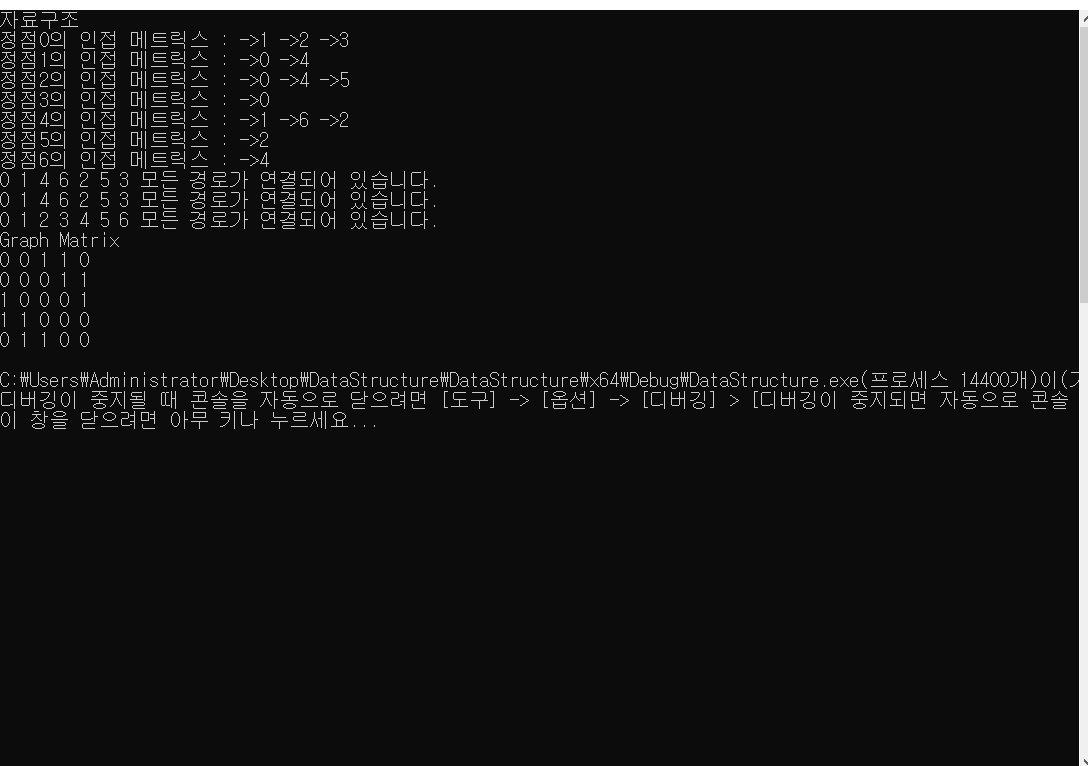 자료구조
정점0의 인접 메트릭스 : ->1 ->2 ->3
정점1의 인접 메트릭스 : ->0 ->4
정점2의 인접 메트릭스 : ->0 ->4 ->5
정점3의 인접 메트릭스 : ->0
정점4의 인접 메트릭스 : ->1 ->6 ->2
정점5의 인접 메트릭스 : ->2
정점6의 인접 메트릭스 : ->4
0 1 4 6 2 5 3 모든 경로가 연결되어 있습니다.
0 1 4 6 2 5 3 모든 경로가 연결되어 있습니다.
0 1 2 3 4 5 6 모든 경로가 연결되어 있습니다.
Graph Matrix
0 0 1 1 0
0 0 0 1 1
1 0 0 0 1
1 1 0 0 0
0 1 1 0 0
C:₩Users₩Administrator₩Desktop₩DataStructure₩DataStructure₩x64₩Debug₩DataStructure.exe(프로세스 14400개)이(
디버깅이 중지될 때 콘솔을 자동으로 닫으려면 [도구] -> [옵션] -> [디버깅] > [디버깅이 중지되면 자동으로 콘솔
이 창을 닫으려면 아무 키나 누르세요...